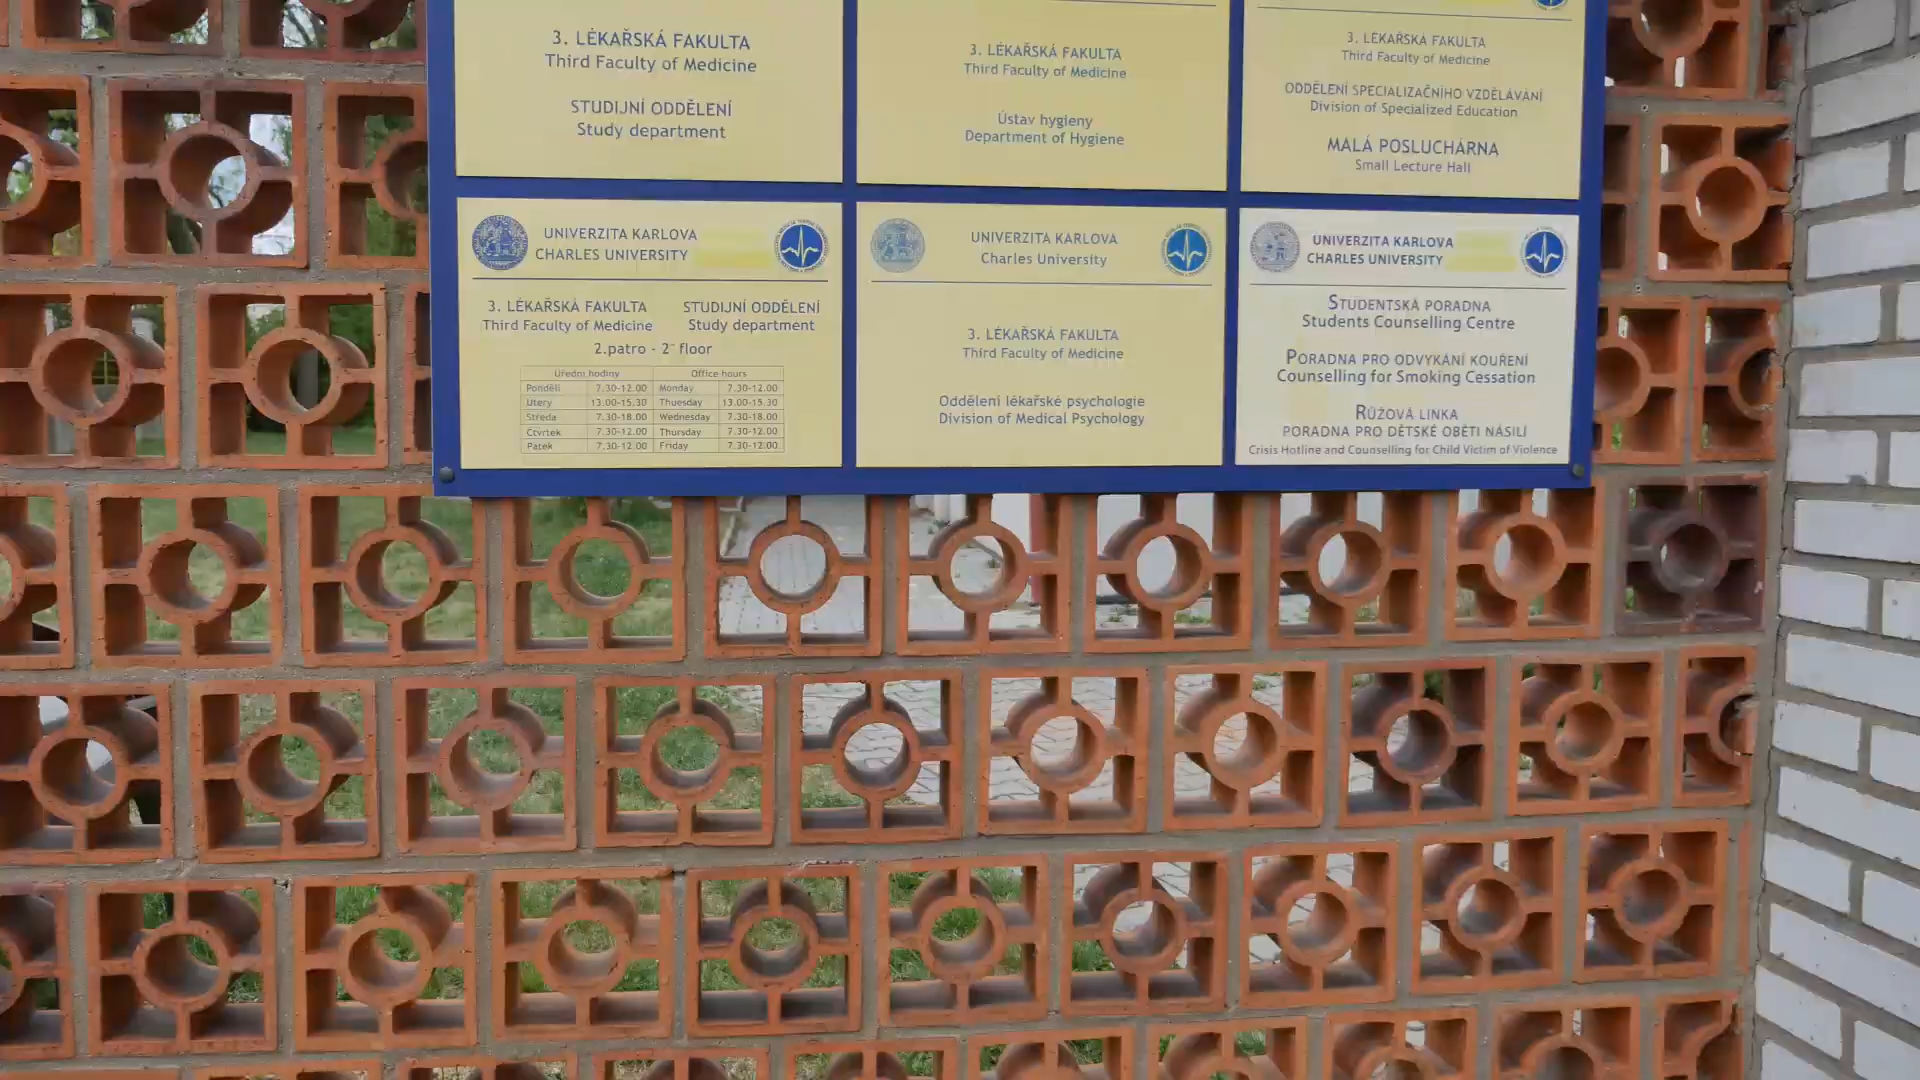 3. LÉKAŘSKÁ FAKULTA
Third Faculty of Medicine
STUDIJNÍ ODDĚLENÍ
Study department
3. LÉKAŘSKÁ FAKULTA
Third Faculty of Medicine
Ústav hygieny
Department of Hygiene
3. LÉKAŘSKÁ FAKULTA
Third Faculty of Medicine
ODDĚLENÍ SPECIALIZAČNÍHO VZDĚLÁVÁNÍ
Division of Specialized Education
MALÁ POSLUCHÁRNA
Small Lecture Hall
UNIVERZITA KARLOVA
CHARLES UNIVERSITY
3. LÉKAŘSKÁ FAKULTA STUDIJNÍ ODDĚLENÍ
Third Faculty of Medicine Study department
2.patro - 2 floor
Úřední hodiny Office hours
Pondělí 7.30-12.00 Monday 7.30-12.00
Úterý 13.00-15.30 Thuesday 13.00-15.30
Středa 7.30-18.00 Wednesday 7.30-18.00
Čtvrtek 7.30-12.00 Thursday 7.30-12.00
Pátek 7.30-12.00 Friday 7.30-12.00
UNIVERZITA KARLOVA
Charles University
3. LÉKAŘSKÁ FAKULTA
Third Faculty of Medicine
Oddělení lékařské psychologie
Division of Medical Psychology
UNIVERZITA KARLOVA
CHARLES UNIVERSITY
STUDENTSKÁ PORADNA
Students Counselling Centre
PORADNA PRO ODVYKÁNÍ KOUŘENÍ
Counselling for Smoking Cessation
RŮŽOVÁ LINKA
PORADNA PRO DĚTSKÉ OBĚTI NÁSILÍ
Crisis Hotline and Counselling for Child Victim of Violence